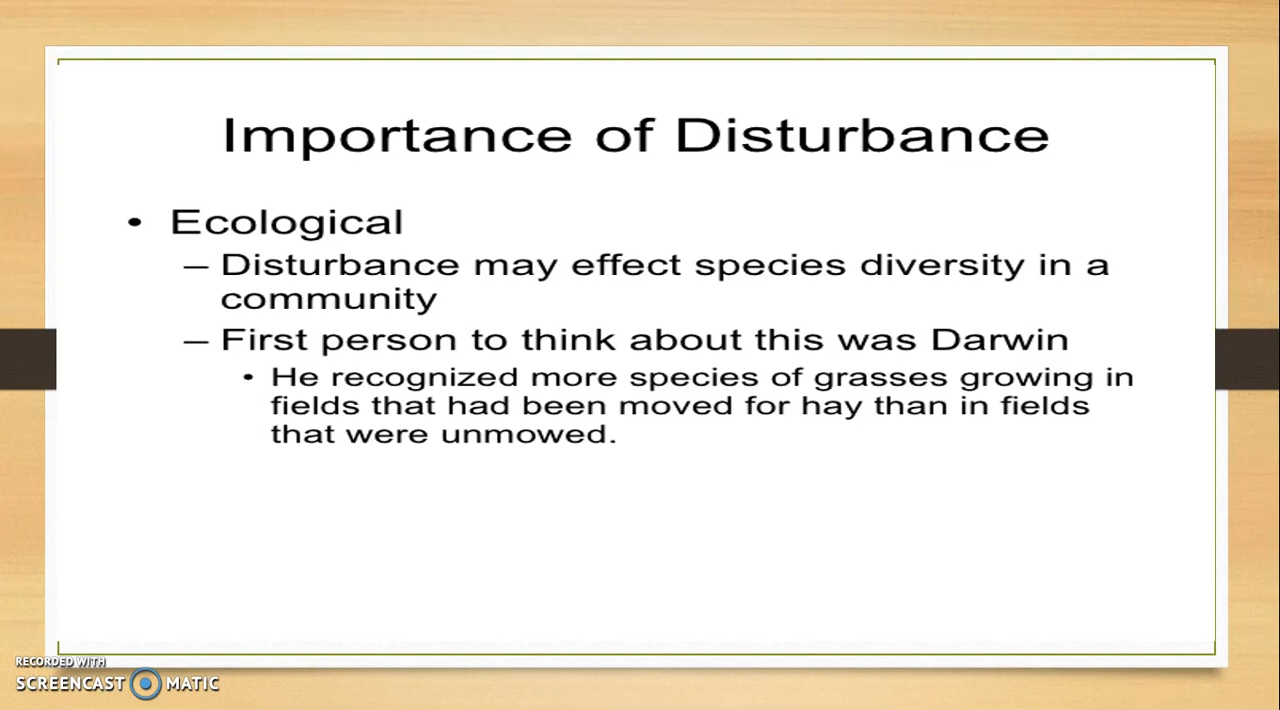 Importance of Disturbance
• Ecological
– Disturbance may effect species diversity in a
community
– First person to think about this was Darwin
• He recognized more species of grasses growing in
fields that had been moved for hay than in fields
that were unmowed.
RECORDED WITH
SCREENCAST MATIC